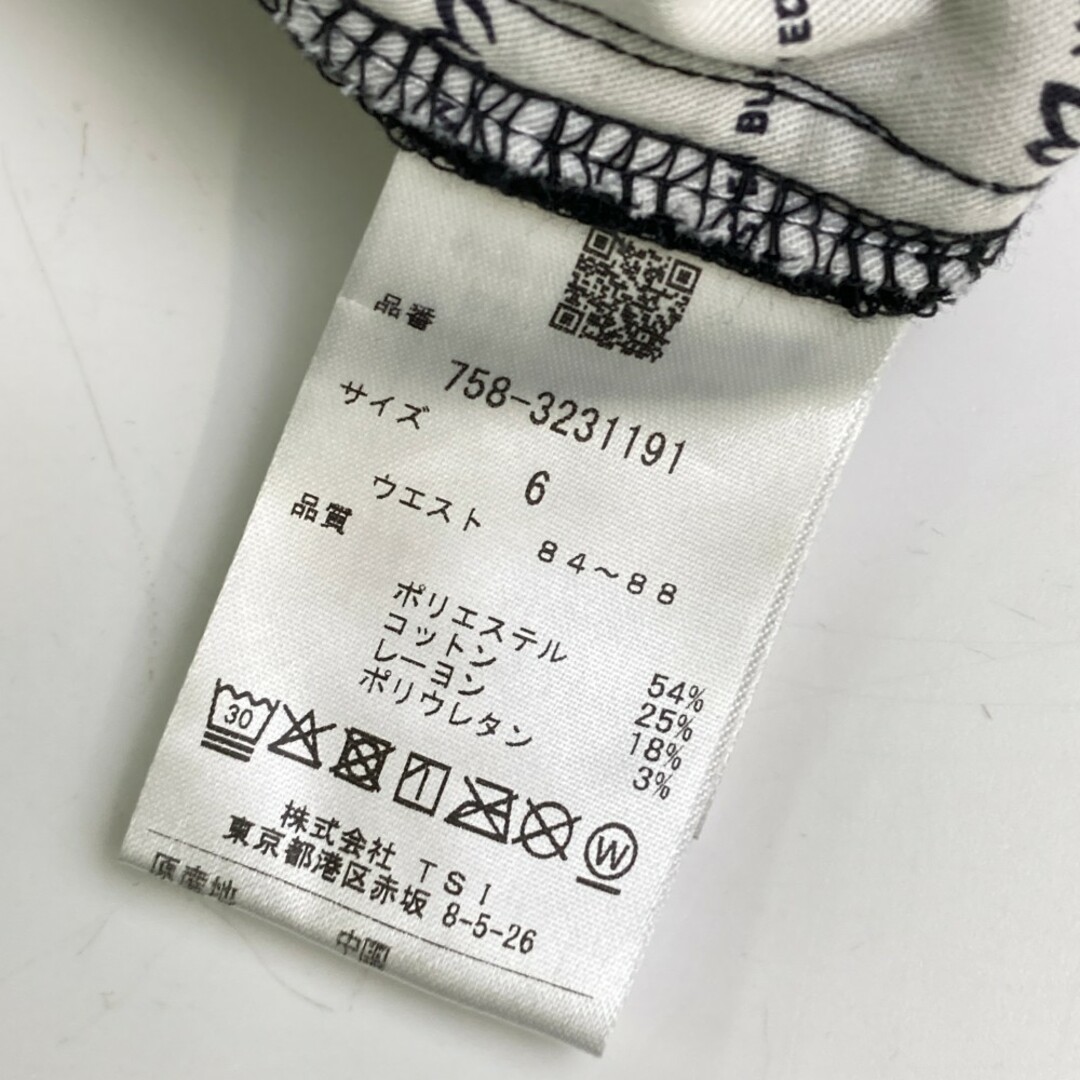 EC
BU
品番
758-3231191
サイズ
6
ウエスト
84〜88
品質
ポリエステル 54%
コットン 25%
レーヨン 18%
ポリウレタン 3%
30
W
株式会社 TSI
東京都港区赤坂 8-5-26
原産地
中国